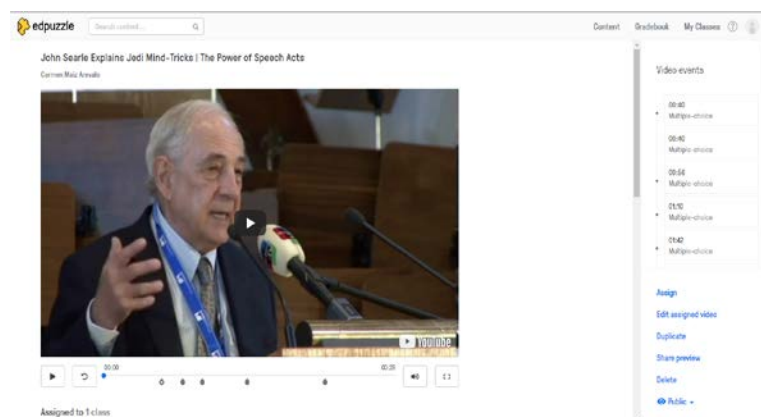 edpuzzle
Search content...
Content Gradebook My Classes
John Searle Explains Jedi Mind-Tricks | The Power of Speech Acts
Carmen Maíz Arevalo
Video events
00:40
Multiple-choice
00:40
Multiple-choice
00:56
Multiple-choice
01:10
Multiple-choice
01:42
Multiple-choice
YouTube
00:00
Assign
Edit assigned video
Duplicate
Share preview
Delete
Public
Assigned to 1 class